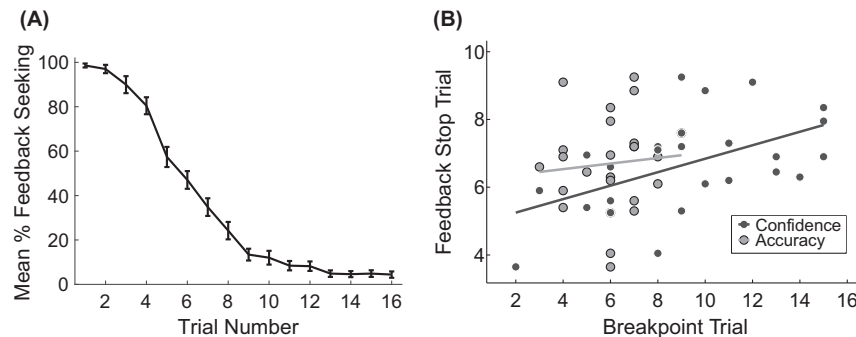 (A)
Mean % Feedback Seeking
100
80
60
40
20
0
2 4 6 8 10 12 14 16
Trial Number
(B)
Feedback Stop Trial
10
8
6
4
Confidence
Accuracy
2 4 6 8 10 12 14 16
Breakpoint Trial